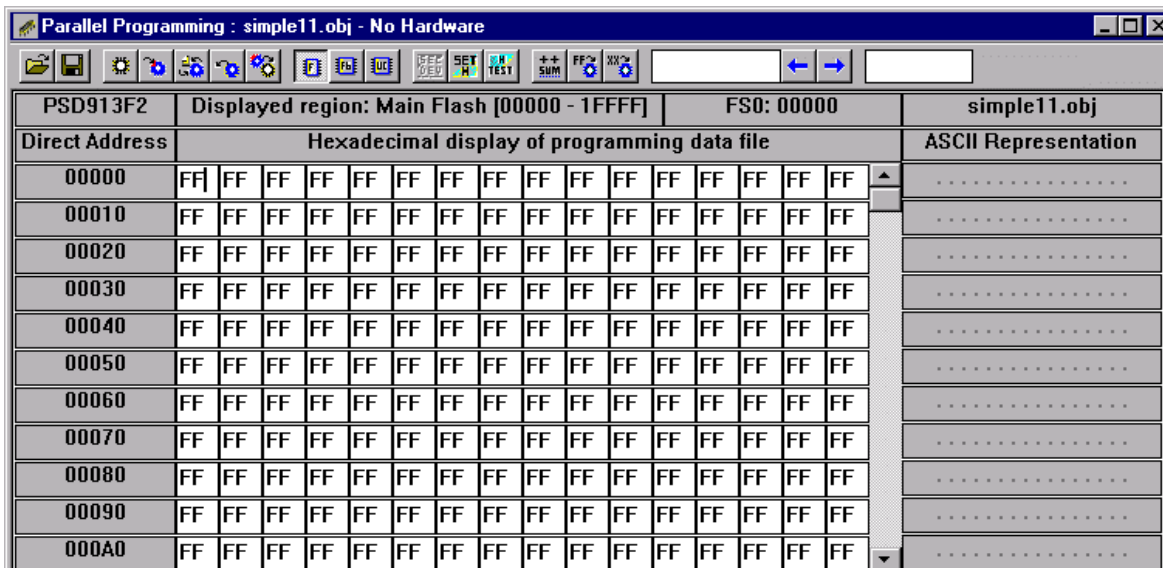 Parallel Programming : simple11.obj - No Hardware
F Fb UC SEC DEV SET H H TEST ++ SUM FF XX
PSD913F2 Displayed region: Main Flash [00000 - 1FFFF] FS0: 00000 simple11.obj
Direct Address Hexadecimal display of programming data file ASCII Representation
00000 FF FF FF FF FF FF FF FF FF FF FF FF FF FF FF FF ................
00010 FF FF FF FF FF FF FF FF FF FF FF FF FF FF FF FF ................
00020 FF FF FF FF FF FF FF FF FF FF FF FF FF FF FF FF ................
00030 FF FF FF FF FF FF FF FF FF FF FF FF FF FF FF FF ................
00040 FF FF FF FF FF FF FF FF FF FF FF FF FF FF FF FF ................
00050 FF FF FF FF FF FF FF FF FF FF FF FF FF FF FF FF ................
00060 FF FF FF FF FF FF FF FF FF FF FF FF FF FF FF FF ................
00070 FF FF FF FF FF FF FF FF FF FF FF FF FF FF FF FF ................
00080 FF FF FF FF FF FF FF FF FF FF FF FF FF FF FF FF ................
00090 FF FF FF FF FF FF FF FF FF FF FF FF FF FF FF FF ................
000A0 FF FF FF FF FF FF FF FF FF FF FF FF FF FF FF FF ................